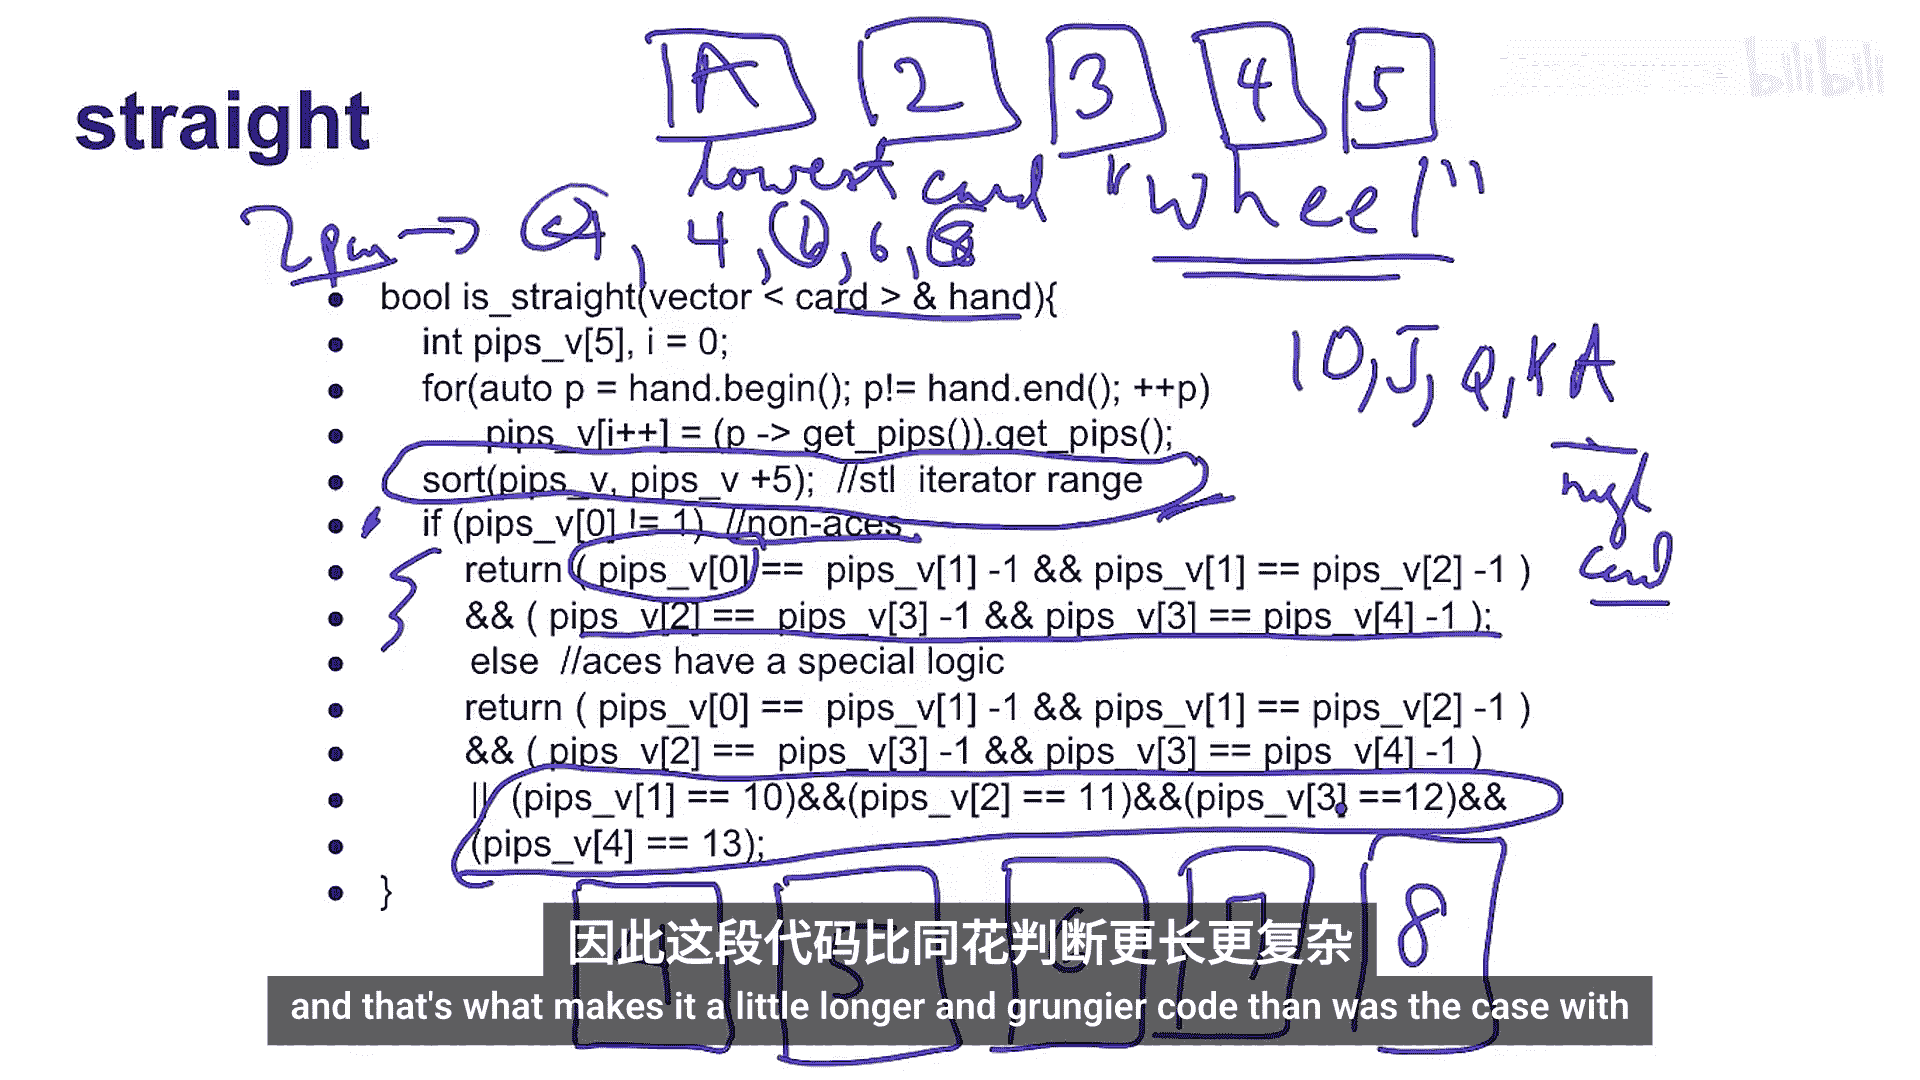 bilibili
A 2 3 4 5
straight
lowest card "wheel"
4, 4, 6, 6, 8
bool is_straight(vector < card > & hand){
int pips_v[5], i = 0;
10, J, Q, K A
for(auto p = hand.begin(); p!= hand.end(); ++p)
pips_v[i++] = (p -> get_pips()).get_pips();
sort(pips_v, pips_v +5); //stl iterator range
if (pips_v[0] != 1) //non-aces
card
return ( pips_v[0] == pips_v[1] -1 && pips_v[1] == pips_v[2] -1 )
&& ( pips_v[2] == pips_v[3] -1 && pips_v[3] == pips_v[4] -1 );
else //aces have a special logic
return ( pips_v[0] == pips_v[1] -1 && pips_v[1] == pips_v[2] -1 )
&& ( pips_v[2] == pips_v[3] -1 && pips_v[3] == pips_v[4] -1 )
|| (pips_v[1] == 10)&&(pips_v[2] == 11)&&(pips_v[3] ==12)&&
(pips_v[4] == 13);
}
4 5 6 7 8
因此这段代码比同花判断更长更复杂
and that's what makes it a little longer and grungier code than was the case with